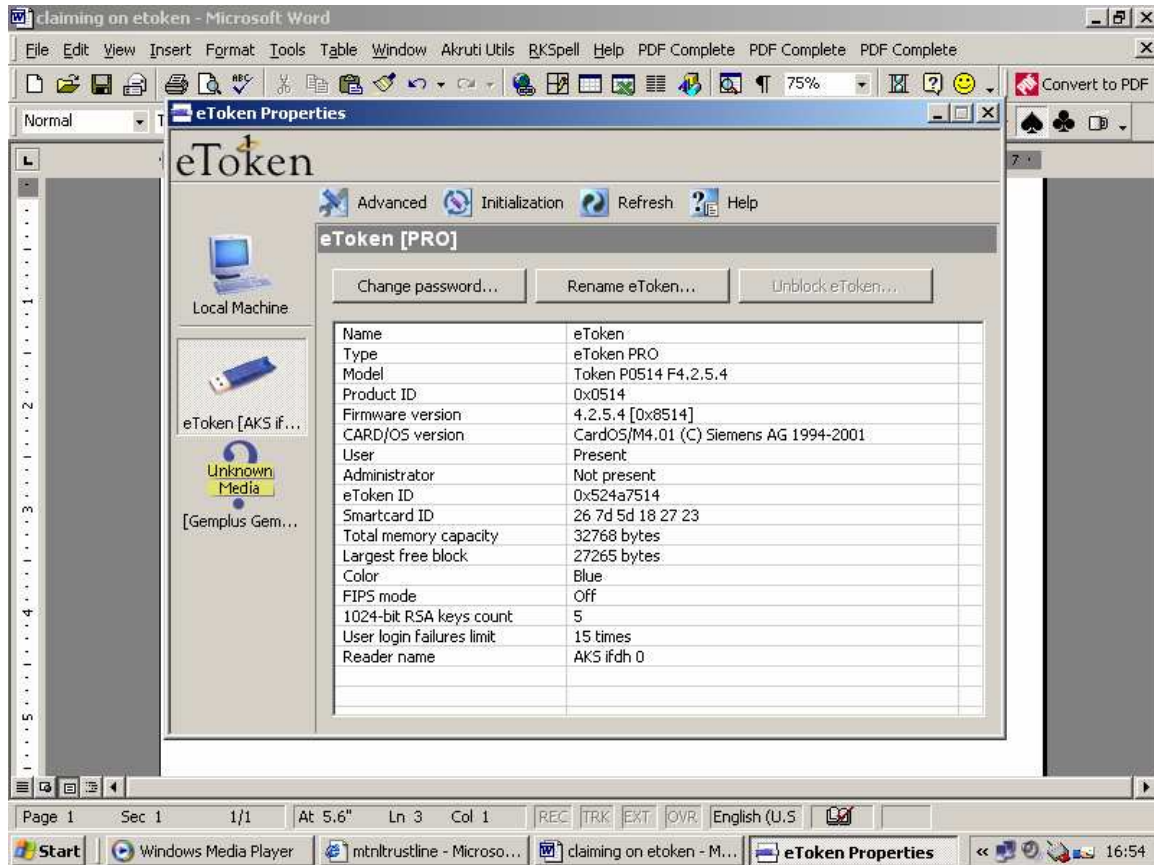 claiming on etoken - Microsoft Word
File Edit View Insert Format Tools Table Window Akruti Utils RKSpell Help PDF Complete PDF Complete PDF Complete
75% Convert to PDF
Normal
eToken Properties
eToken
Advanced Initialization Refresh Help
eToken [PRO]
Change password... Rename eToken... Unblock eToken...
Local Machine
eToken [AKS if...
Unknown
Media
[Gemplus Gem...
Name eToken
Type eToken PRO
Model Token P0514 F4.2.5.4
Product ID 0x0514
Firmware version 4.2.5.4 [0x8514]
CARD/OS version CardOS/M4.01 (C) Siemens AG 1994-2001
User Present
Administrator Not present
eToken ID 0x524a7514
Smartcard ID 26 7d 5d 18 27 23
Total memory capacity 32768 bytes
Largest free block 27265 bytes
Color Blue
FIPS mode Off
1024-bit RSA keys count 5
User login failures limit 15 times
Reader name AKS ifdh 0
Page 1 Sec 1 1/1 At 5.6" Ln 3 Col 1 REC TRK EXT OVR English (U.S
Start Windows Media Player mtnltrustline - Microso... claiming on etoken - M... eToken Properties « 16:54